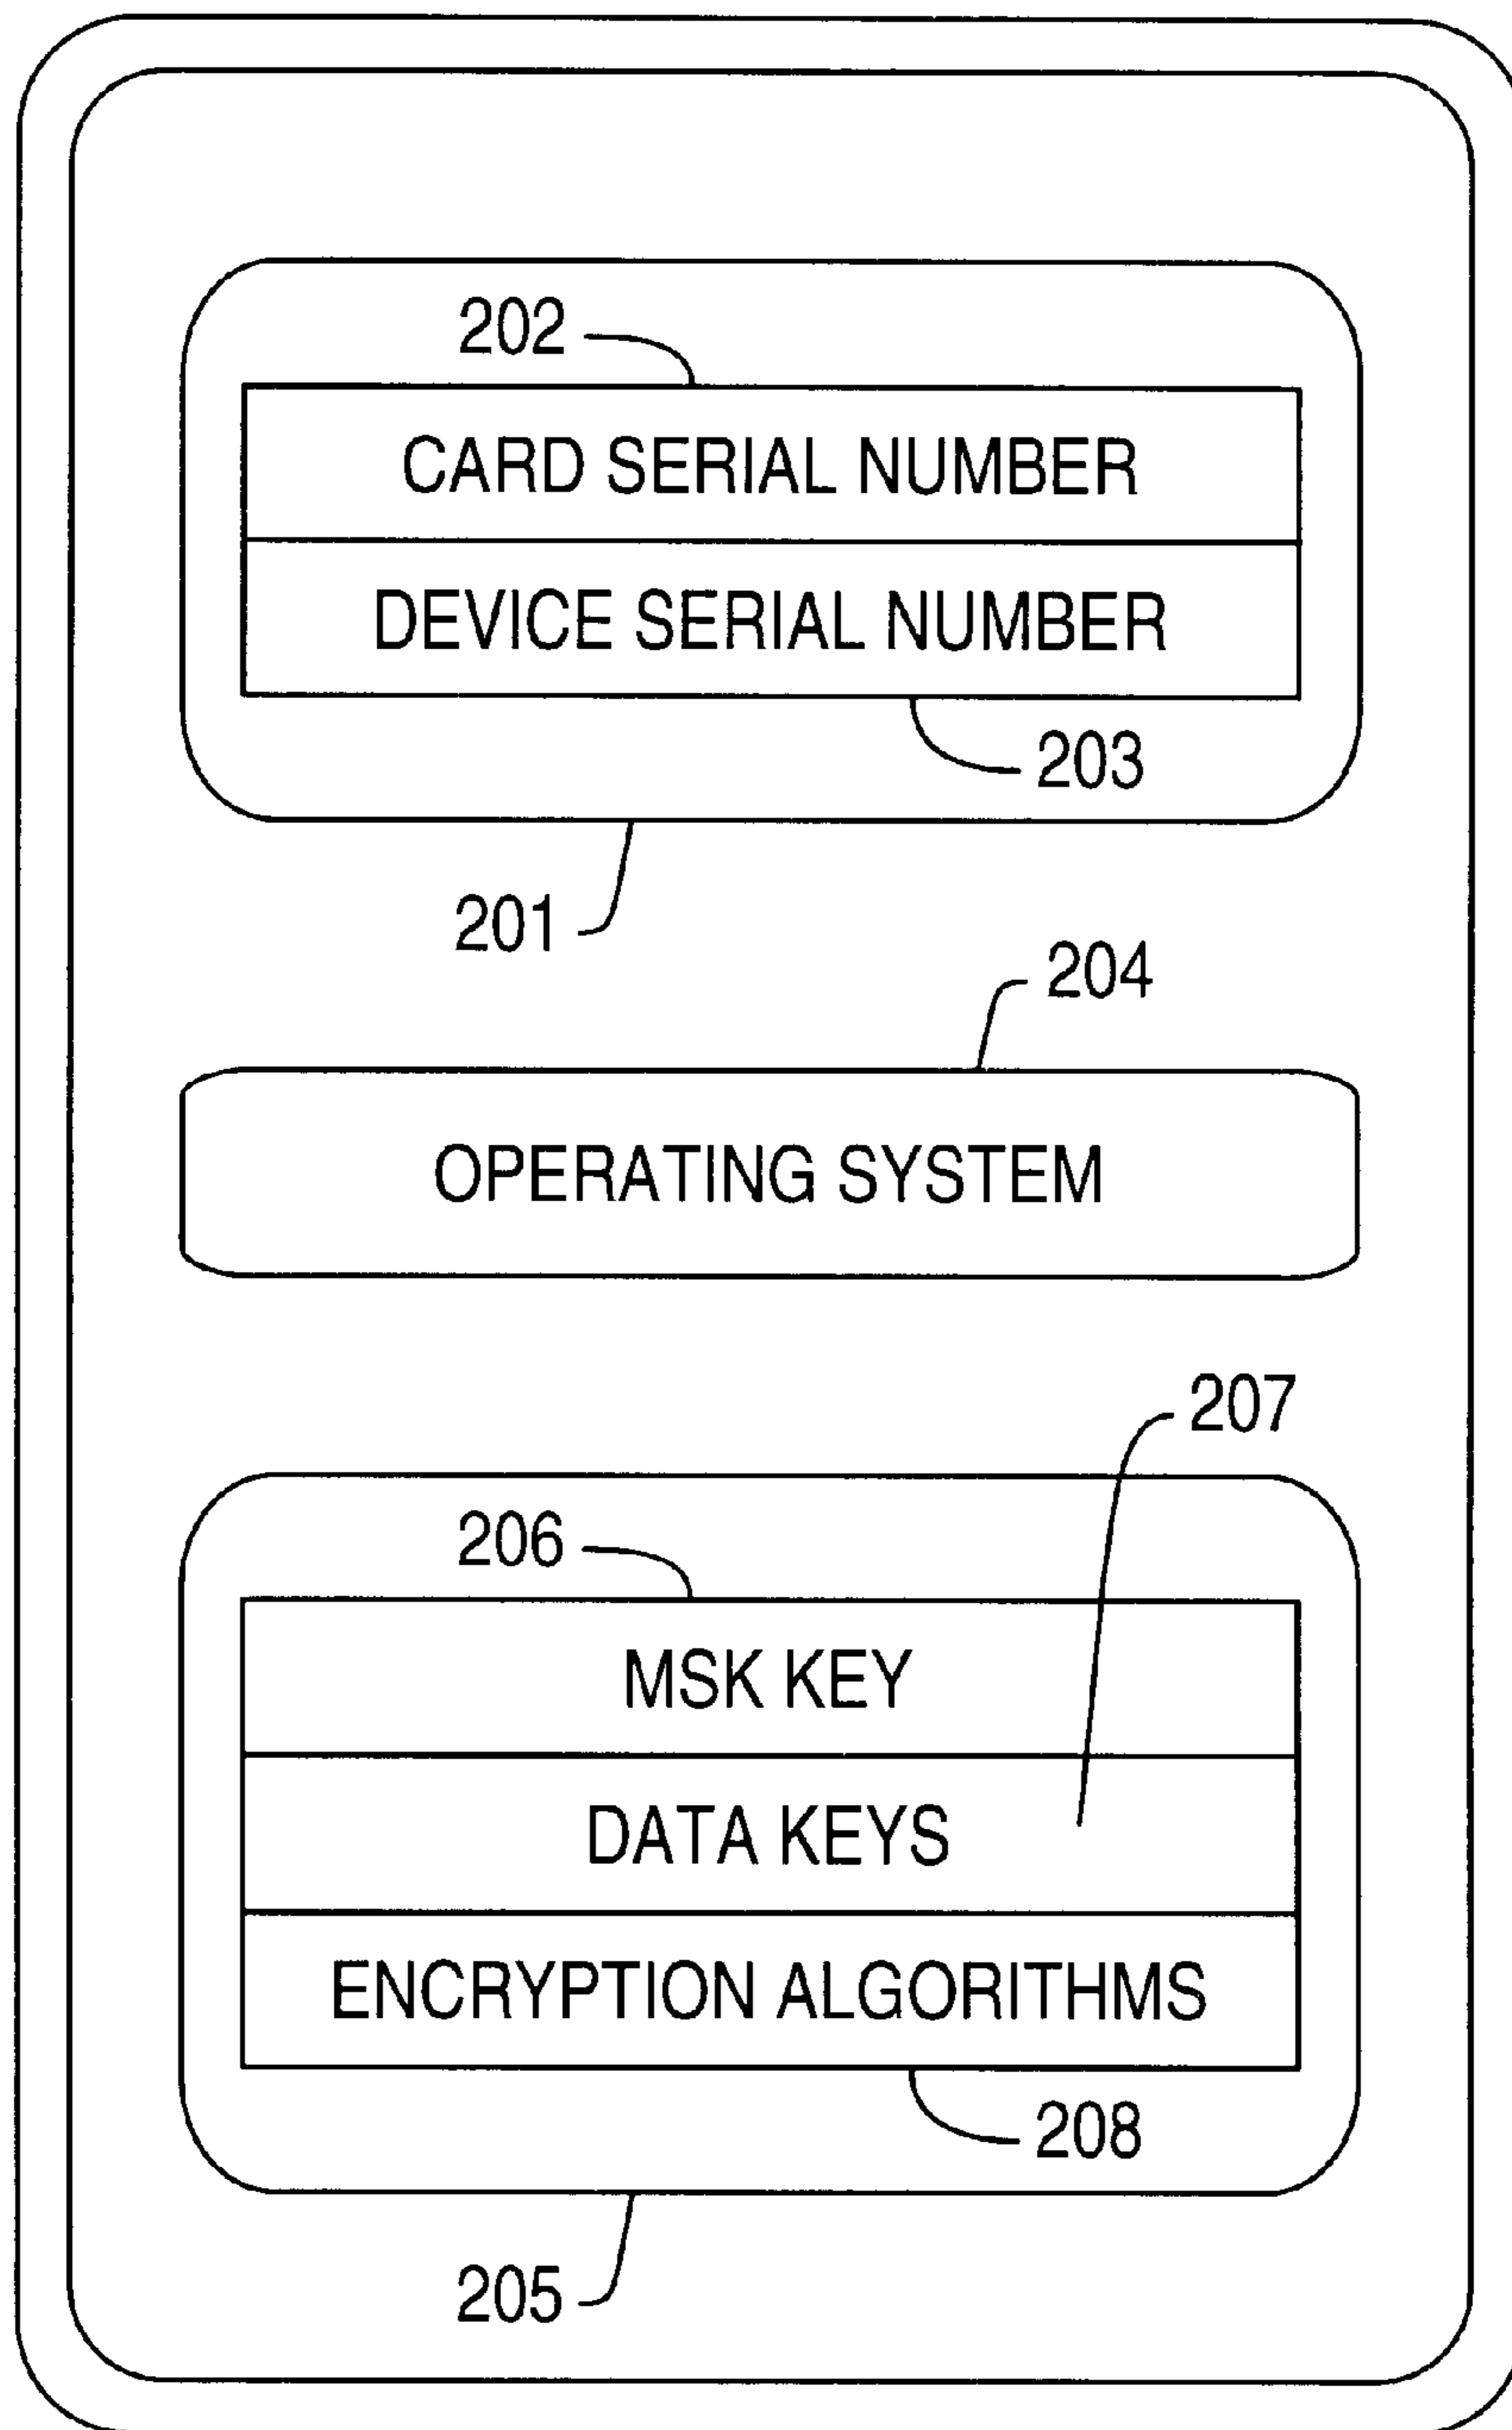 202
CARD SERIAL NUMBER
DEVICE SERIAL NUMBER
203
201
204
OPERATING SYSTEM
207
206
MSK KEY
DATA KEYS
ENCRYPTION ALGORITHMS
208
205